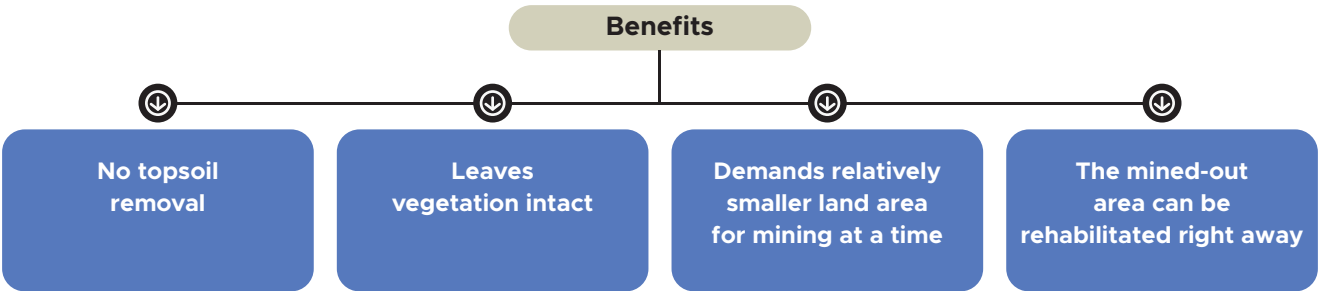 Benefits
No topsoil
removal
Leaves
vegetation intact
Demands relatively
smaller land area
for mining at a time
The mined-out
area can be
rehabilitated right away